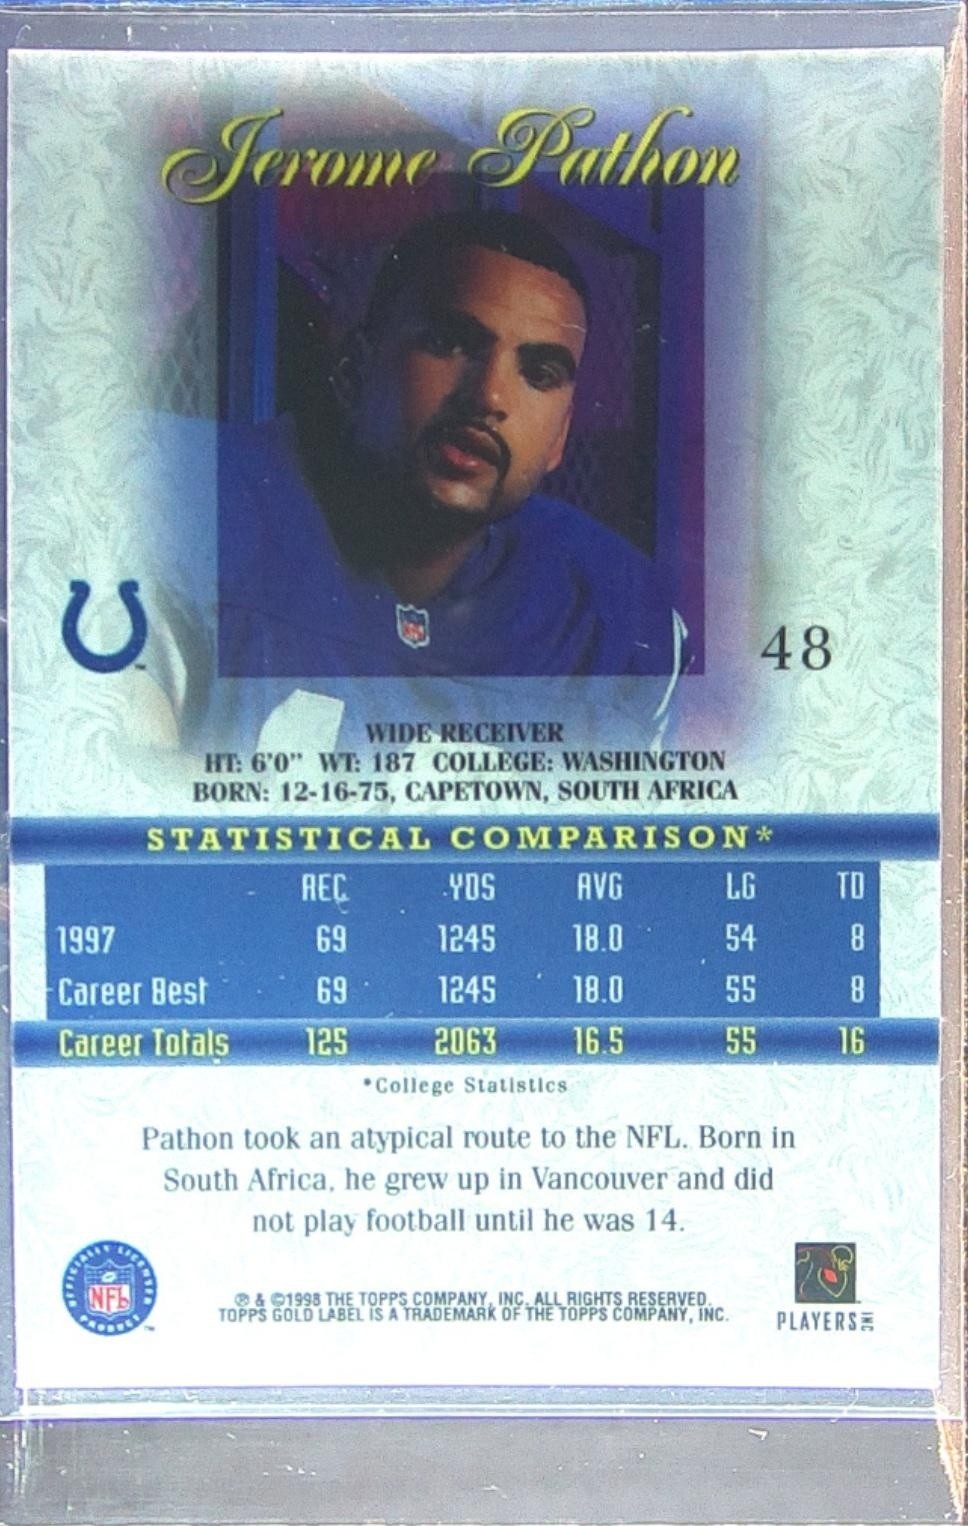 Jerome Pathon
48
WIDE RECEIVER
HT: 6'0" WT: 187 COLLEGE: WASHINGTON
BORN: 12-16-75, CAPETOWN, SOUTH AFRICA
STATISTICAL COMPARISON*
REC YDS AVG LG TD
1997 69 1245 18.0 54 8
Career Best 69 1245 18.0 55 8
Career Totals 125 2063 16.5 55 16
*College Statistics
Pathon took an atypical route to the NFL. Born in
South Africa, he grew up in Vancouver and did
not play football until he was 14.
OFFICIALLY LICENSED
NFL
PRODUCT
™
® & ©1998 THE TOPPS COMPANY, INC. ALL RIGHTS RESERVED.
TOPPS GOLD LABEL IS A TRADEMARK OF THE TOPPS COMPANY, INC.
PLAYERS INC